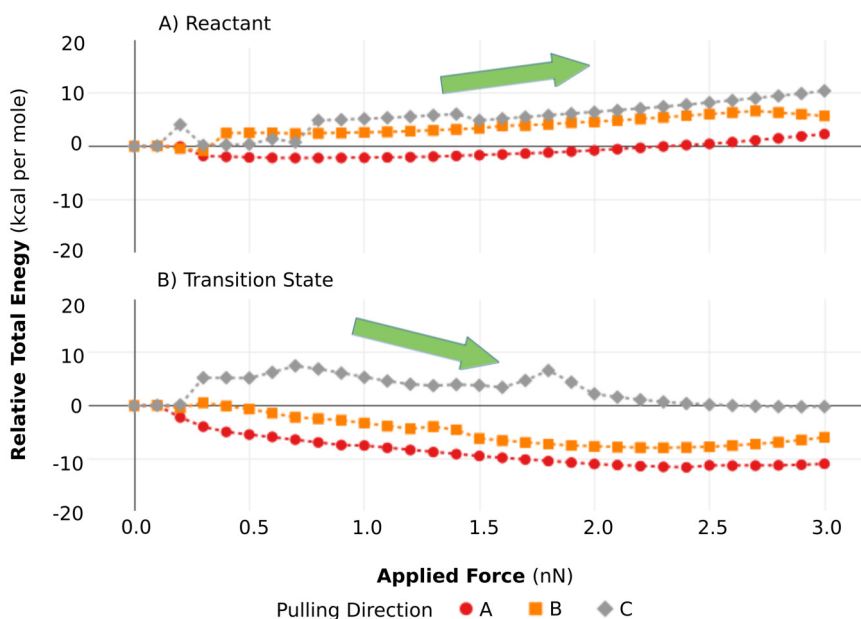 A) Reactant
20
10
0
-10
-20
B) Transition State
20
10
0
-10
-20
Relative Total Enegy (kcal per mole)
0.0 0.5 1.0 1.5 2.0 2.5 3.0
Applied Force (nN)
Pulling Direction A B C